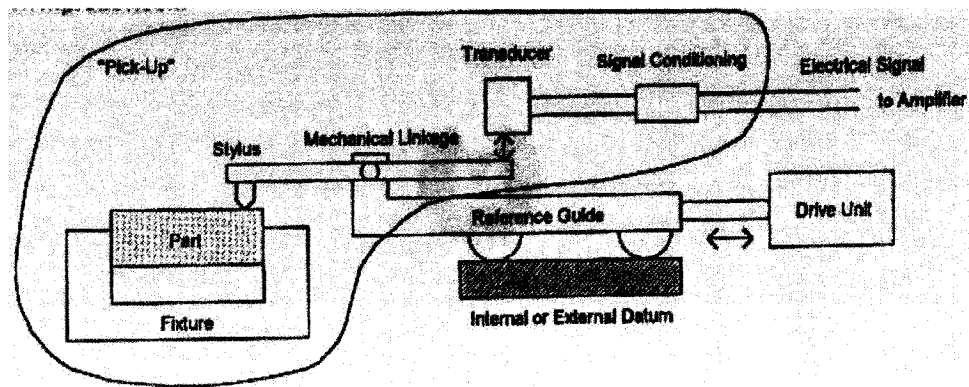 "Pick-Up"
Transducer
Signal Conditioning
Electrical Signal
to Amplifier
Mechanical Linkage
Stylus
Part
Reference Guide
Drive Unit
Fixture
Internal or External Datum